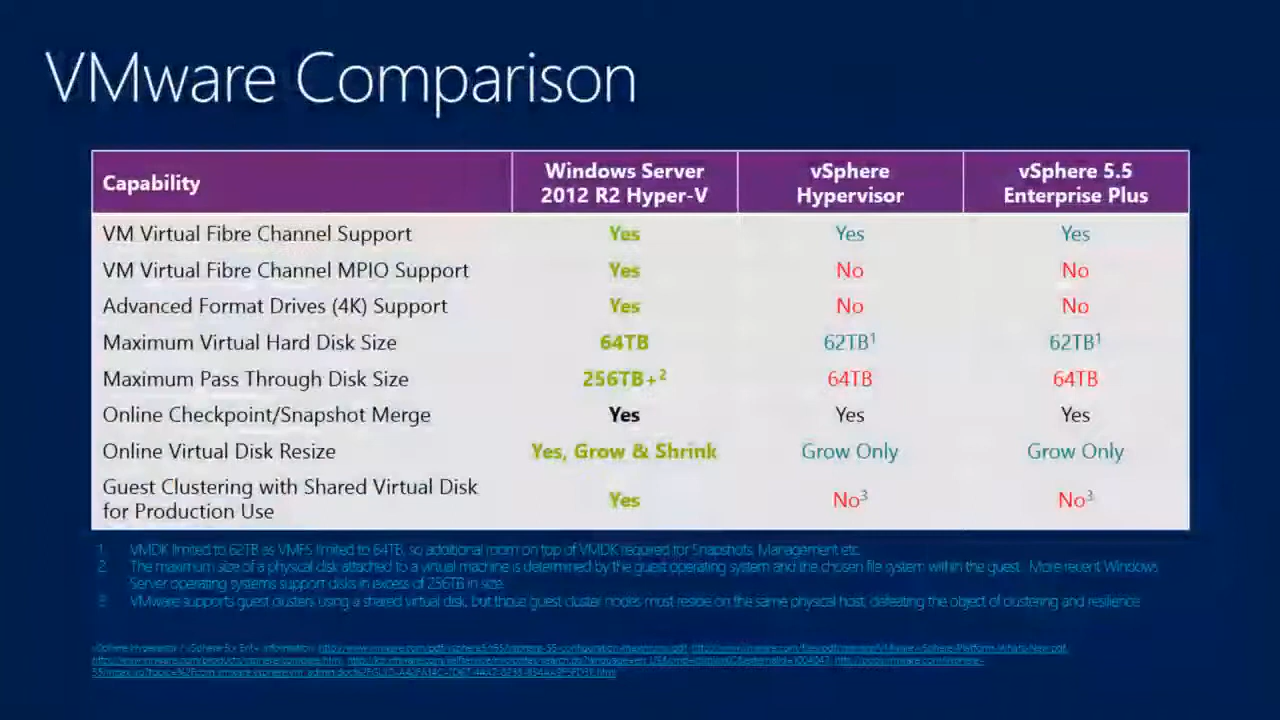 VMware Comparison
Capability
Windows Server
2012 R2 Hyper-V
vSphere
Hypervisor
vSphere 5.5
Enterprise Plus
VM Virtual Fibre Channel Support Yes Yes Yes
VM Virtual Fibre Channel MPIO Support Yes No No
Advanced Format Drives (4K) Support Yes No No
Maximum Virtual Hard Disk Size 64TB 62TB¹ 62TB¹
Maximum Pass Through Disk Size 256TB+² 64TB 64TB
Online Checkpoint/Snapshot Merge Yes Yes Yes
Online Virtual Disk Resize Yes, Grow & Shrink Grow Only Grow Only
Guest Clustering with Shared Virtual Disk
for Production Use Yes No³ No³
1. VMDK limited to 62TB as VMFS limited to 64TB, so additional room on top of VMDK required for Snapshots, Management etc.
2. The maximum size of a physical disk attached to a virtual machine is determined by the guest operating system and the chosen file system within the guest. More recent Windows
Server operating systems support disks in excess of 256TB in size.
3. VMware supports guest clusters using a shared virtual disk, but those guest cluster nodes must reside on the same physical host, defeating the object of clustering and resilience